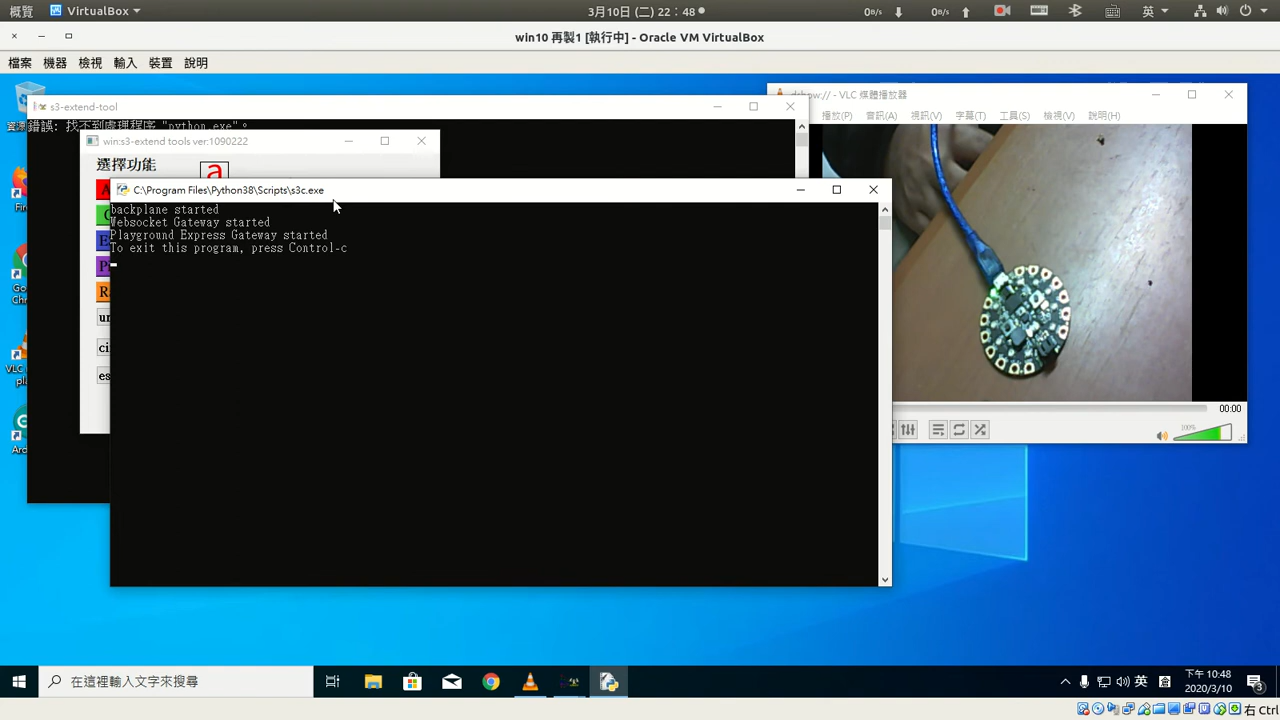 概覽 VirtualBox 3月10日 (二) 22:48 0B/s 0B/s 英
win10 再製1 [執行中] - Oracle VM VirtualBox
檔案 機器 檢視 輸入 裝置 說明
s3-extend-tool
錯誤: 找不到處理程序 "python.exe"。
win:s3-extend tools ver:1090222
選擇功能
a
C:\Program Files\Python38\Scripts\s3c.exe
backplane started
Websocket Gateway started
Playground Express Gateway started
To exit this program, press Control-c
- VLC 媒體播放器
播放(P) 音訊(A) 視訊(V) 字幕(T) 工具(S) 檢視(V) 說明(H)
00:00
100%
VLC
在這裡輸入文字來搜尋
英
下午 10:48
2020/3/10
3
右 Ctrl